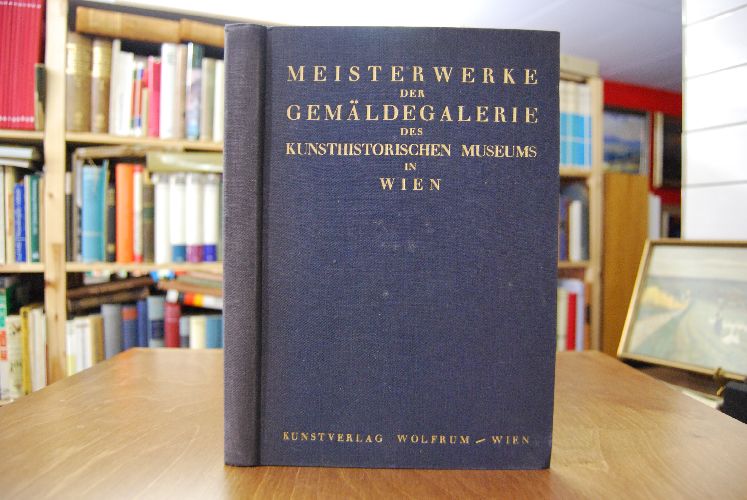 MEISTERWERKE
DER
GEMÄLDEGALERIE
DES
KUNSTHISTORISCHEN MUSEUMS
IN
WIEN
KUNSTVERLAG WOLFRUM – WIEN